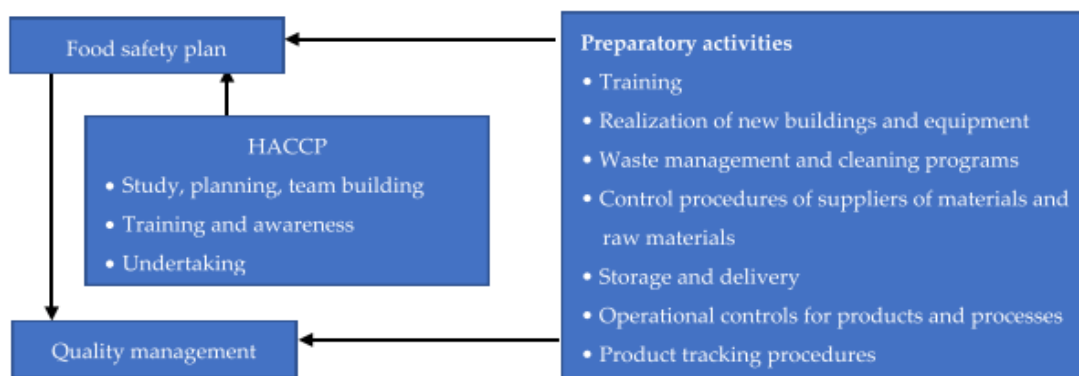 Food safety plan
HACCP
• Study, planning, team building
• Training and awareness
• Undertaking
Quality management
Preparatory activities
• Training
• Realization of new buildings and equipment
• Waste management and cleaning programs
• Control procedures of suppliers of materials and
raw materials
• Storage and delivery
• Operational controls for products and processes
• Product tracking procedures